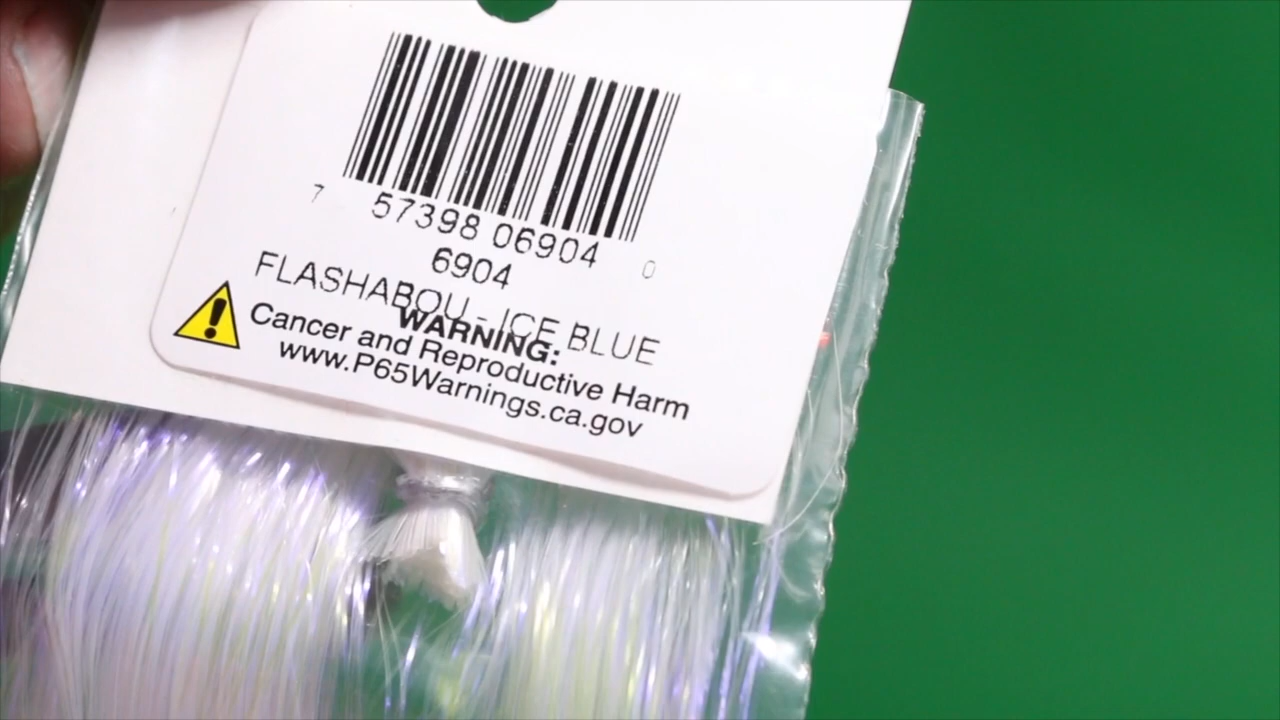 7 57398 06904 0
6904
FLASHABOU - ICE BLUE
WARNING:
Cancer and Reproductive Harm
www.P65Warnings.ca.gov